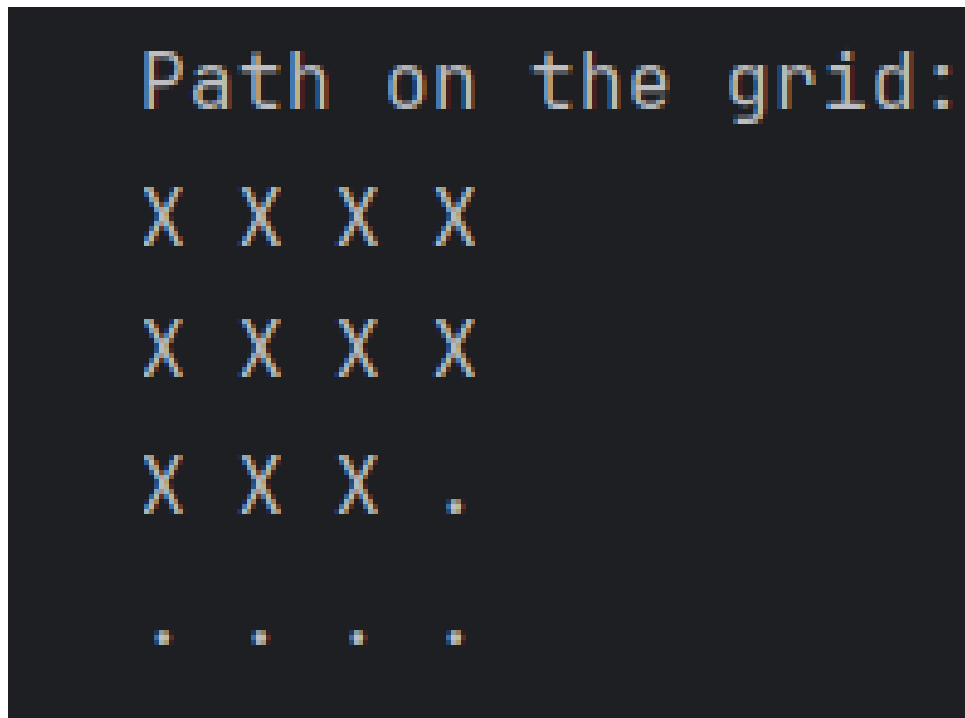 Path on the grid:
X X X X
X X X X
X X X .
. . . .